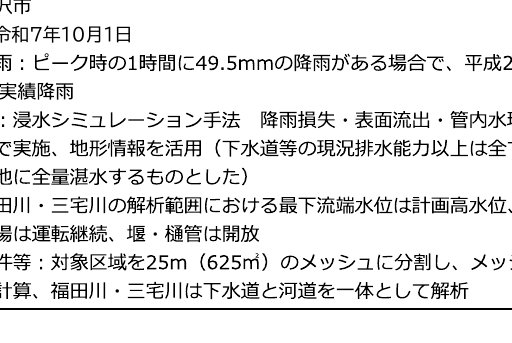 沢市
令和7年10月1日
雨：ピーク時の1時間に49.5mmの降雨がある場合で、平成2
実績降雨
：浸水シミュレーション手法　降雨損失・表面流出・管内水理
で実施、地形情報を活用（下水道等の現況排水能力以上は全て
地に全量湛水するものとした）
田川・三宅川の解析範囲における最下流端水位は計画高水位、
場は運転継続、堰・樋管は開放
件等：対象区域を25m（625㎡）のメッシュに分割し、メッシ
計算、福田川・三宅川は下水道と河道を一体として解析